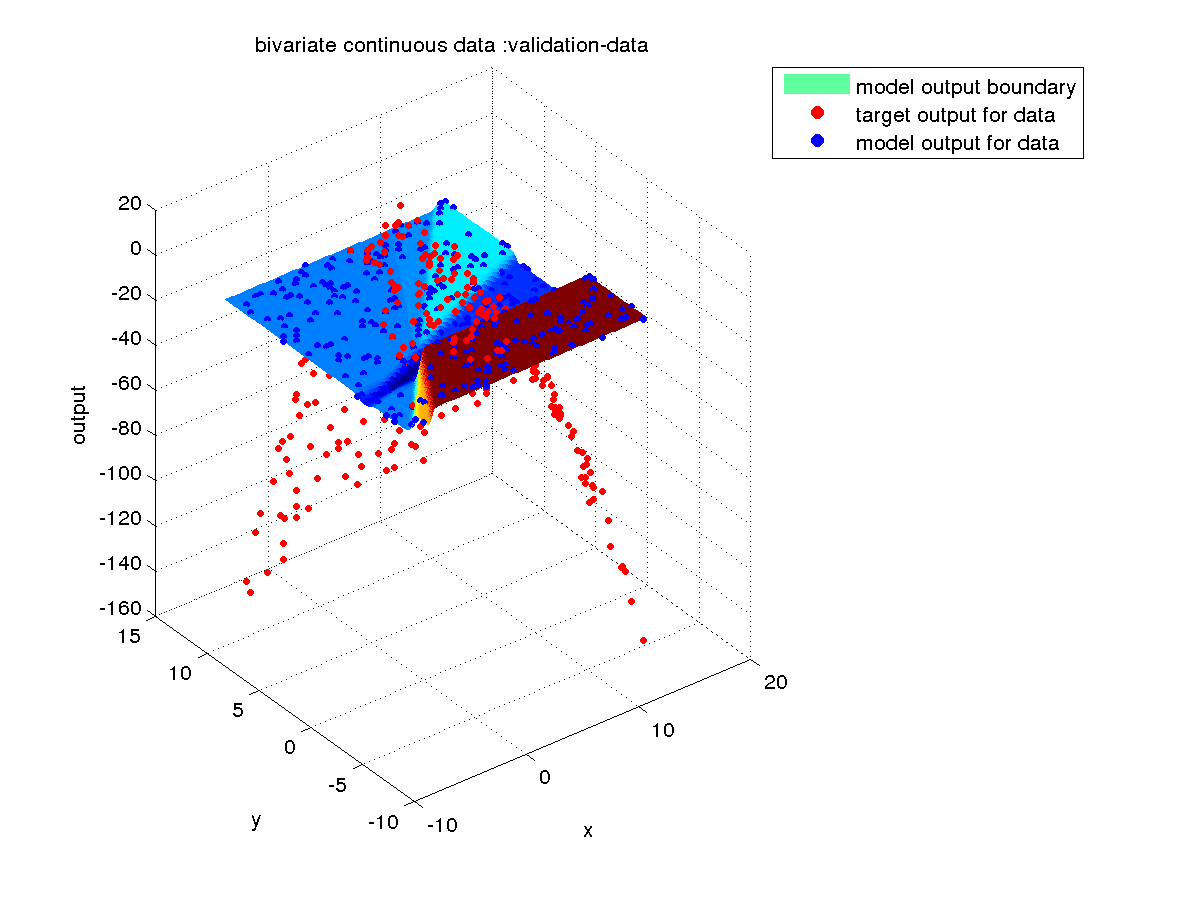 bivariate continuous data :validation-data
model output boundary
target output for data
model output for data
20
0
-20
-40
-60
-80
-100
-120
-140
-160
output
15
10
5
0
-5
-10
y
-10
0
10
20
x